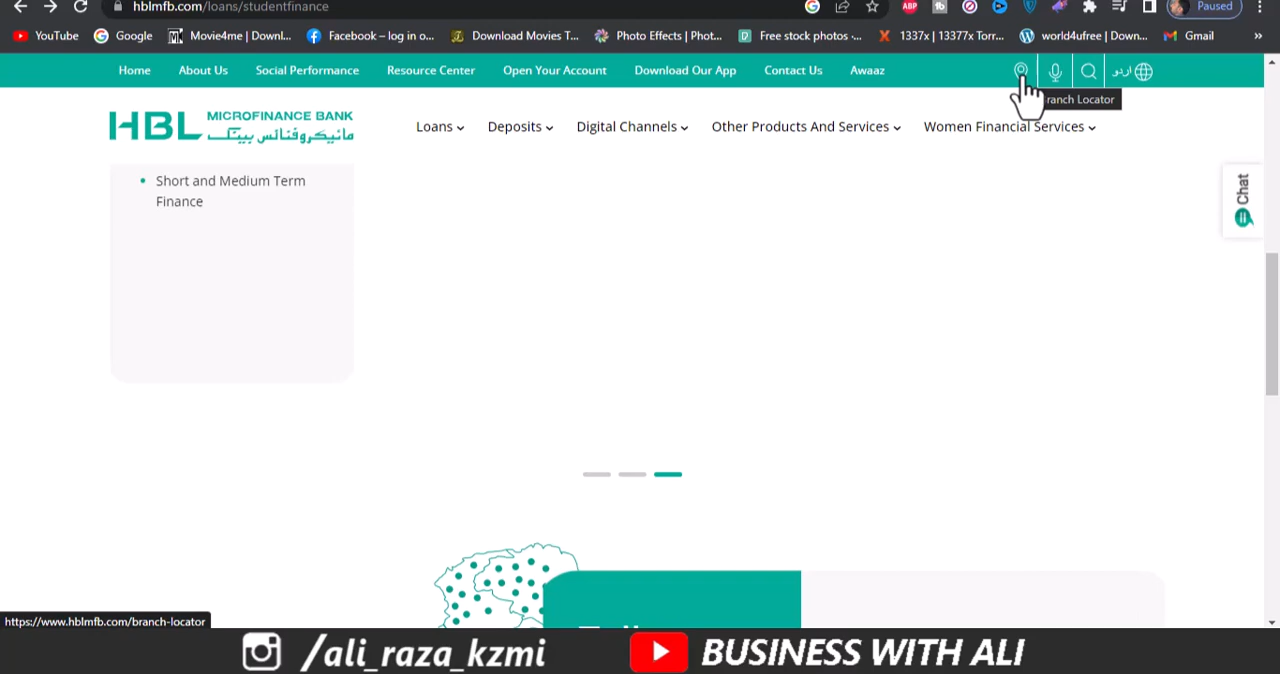 hblmfb.com/loans/studentfinance
ABP
Paused
YouTube Google Movie4me | Downl... Facebook – log in o... Download Movies T... Photo Effects | Phot... Free stock photos -... 1337x | 13377x Torr... world4ufree | Down... Gmail »
Home About Us Social Performance Resource Center Open Your Account Download Our App Contact Us Awaaz اردو
ranch Locator
HBL MICROFINANCE BANK
مائیکروفنانس بینک
Loans Deposits Digital Channels Other Products And Services Women Financial Services
Short and Medium Term
Finance
Chat
https://www.hblmfb.com/branch-locator
/ali_raza_kzmi BUSINESS WITH ALI